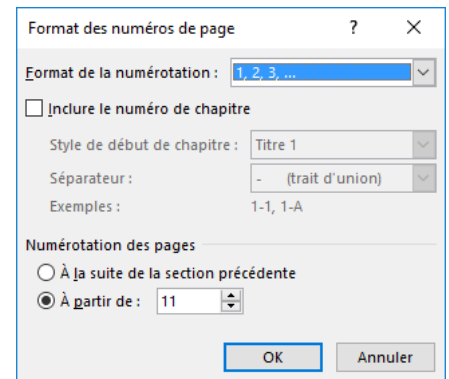 Format des numéros de page ? ×
Format de la numérotation : 1, 2, 3, ...
Inclure le numéro de chapitre
Style de début de chapitre : Titre 1
Séparateur : - (trait d'union)
Exemples : 1-1, 1-A
Numérotation des pages
À la suite de la section précédente
À partir de : 11
OK Annuler